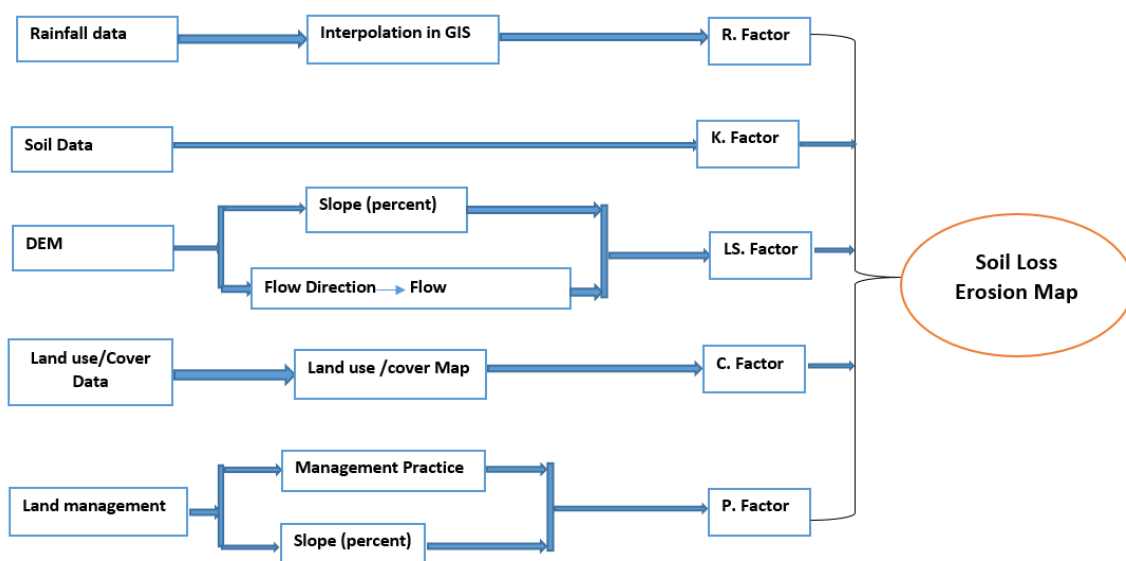 Rainfall data
Interpolation in GIS
R. Factor
Soil Data
K. Factor
Slope (percent)
DEM
LS. Factor
Flow Direction
Flow
Soil Loss
Erosion Map
Land use/Cover
Data
Land use /cover Map
C. Factor
Management Practice
Land management
P. Factor
Slope (percent)